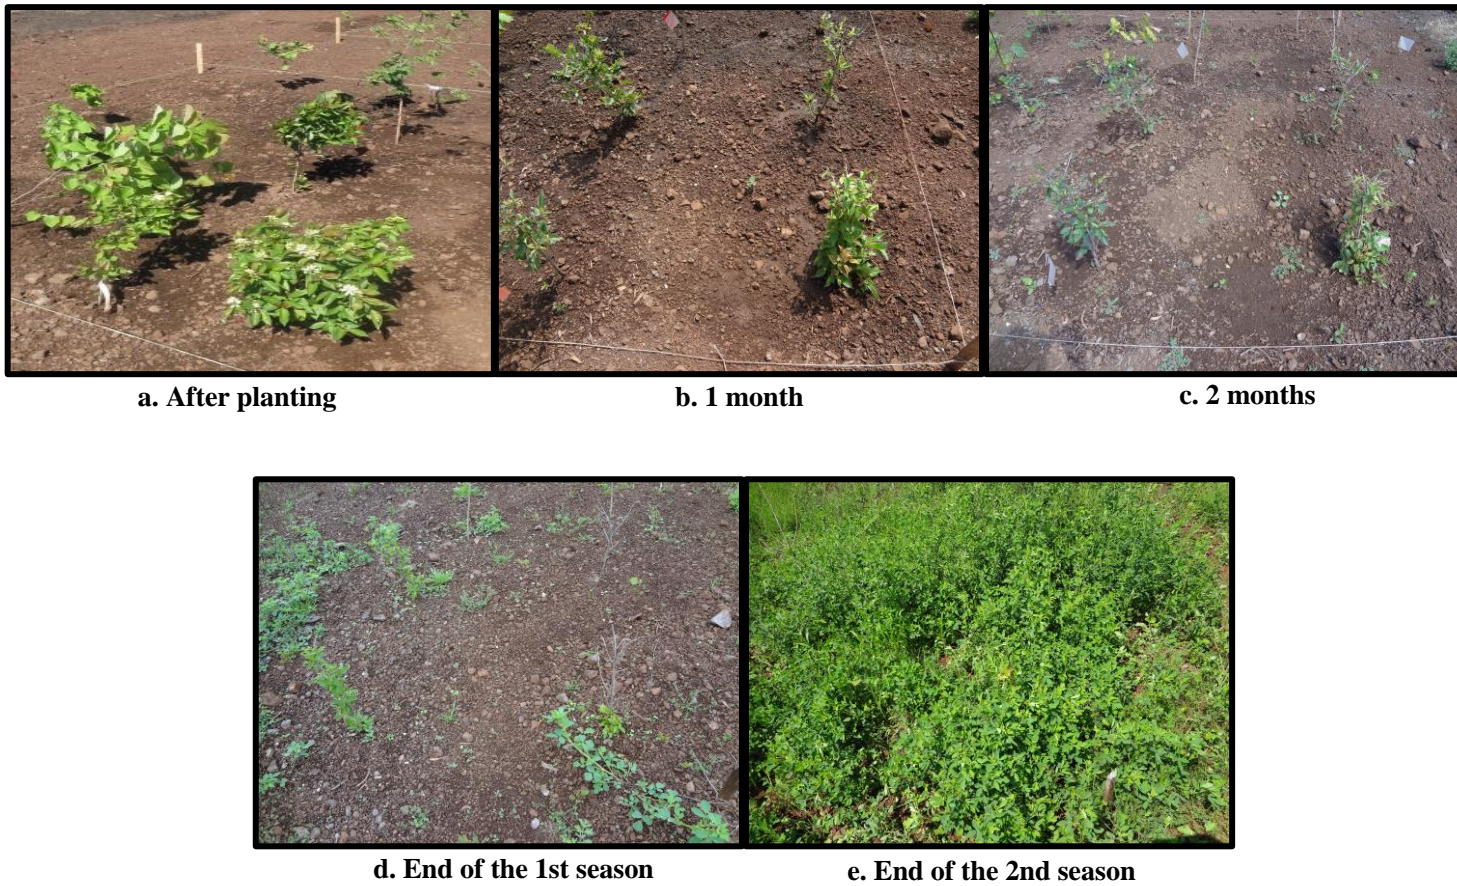 a. After planting
b. 1 month
c. 2 months
d. End of the 1st season
e. End of the 2nd season